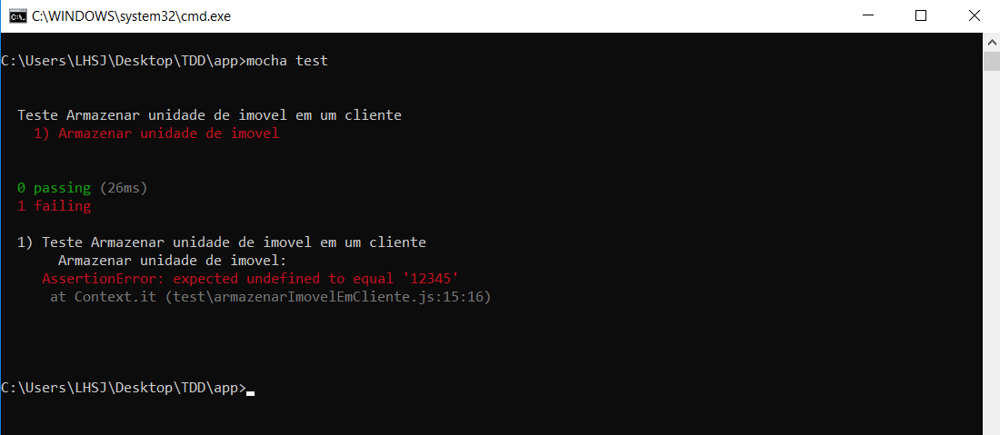 C:\WINDOWS\system32\cmd.exe
C:\Users\LHSJ\Desktop\TDD\app>mocha test
Teste Armazenar unidade de imovel em um cliente
1) Armazenar unidade de imovel
0 passing (26ms)
1 failing
1) Teste Armazenar unidade de imovel em um cliente
Armazenar unidade de imovel:
AssertionError: expected undefined to equal '12345'
at Context.it (test\armazenarImovelEmCliente.js:15:16)
C:\Users\LHSJ\Desktop\TDD\app>